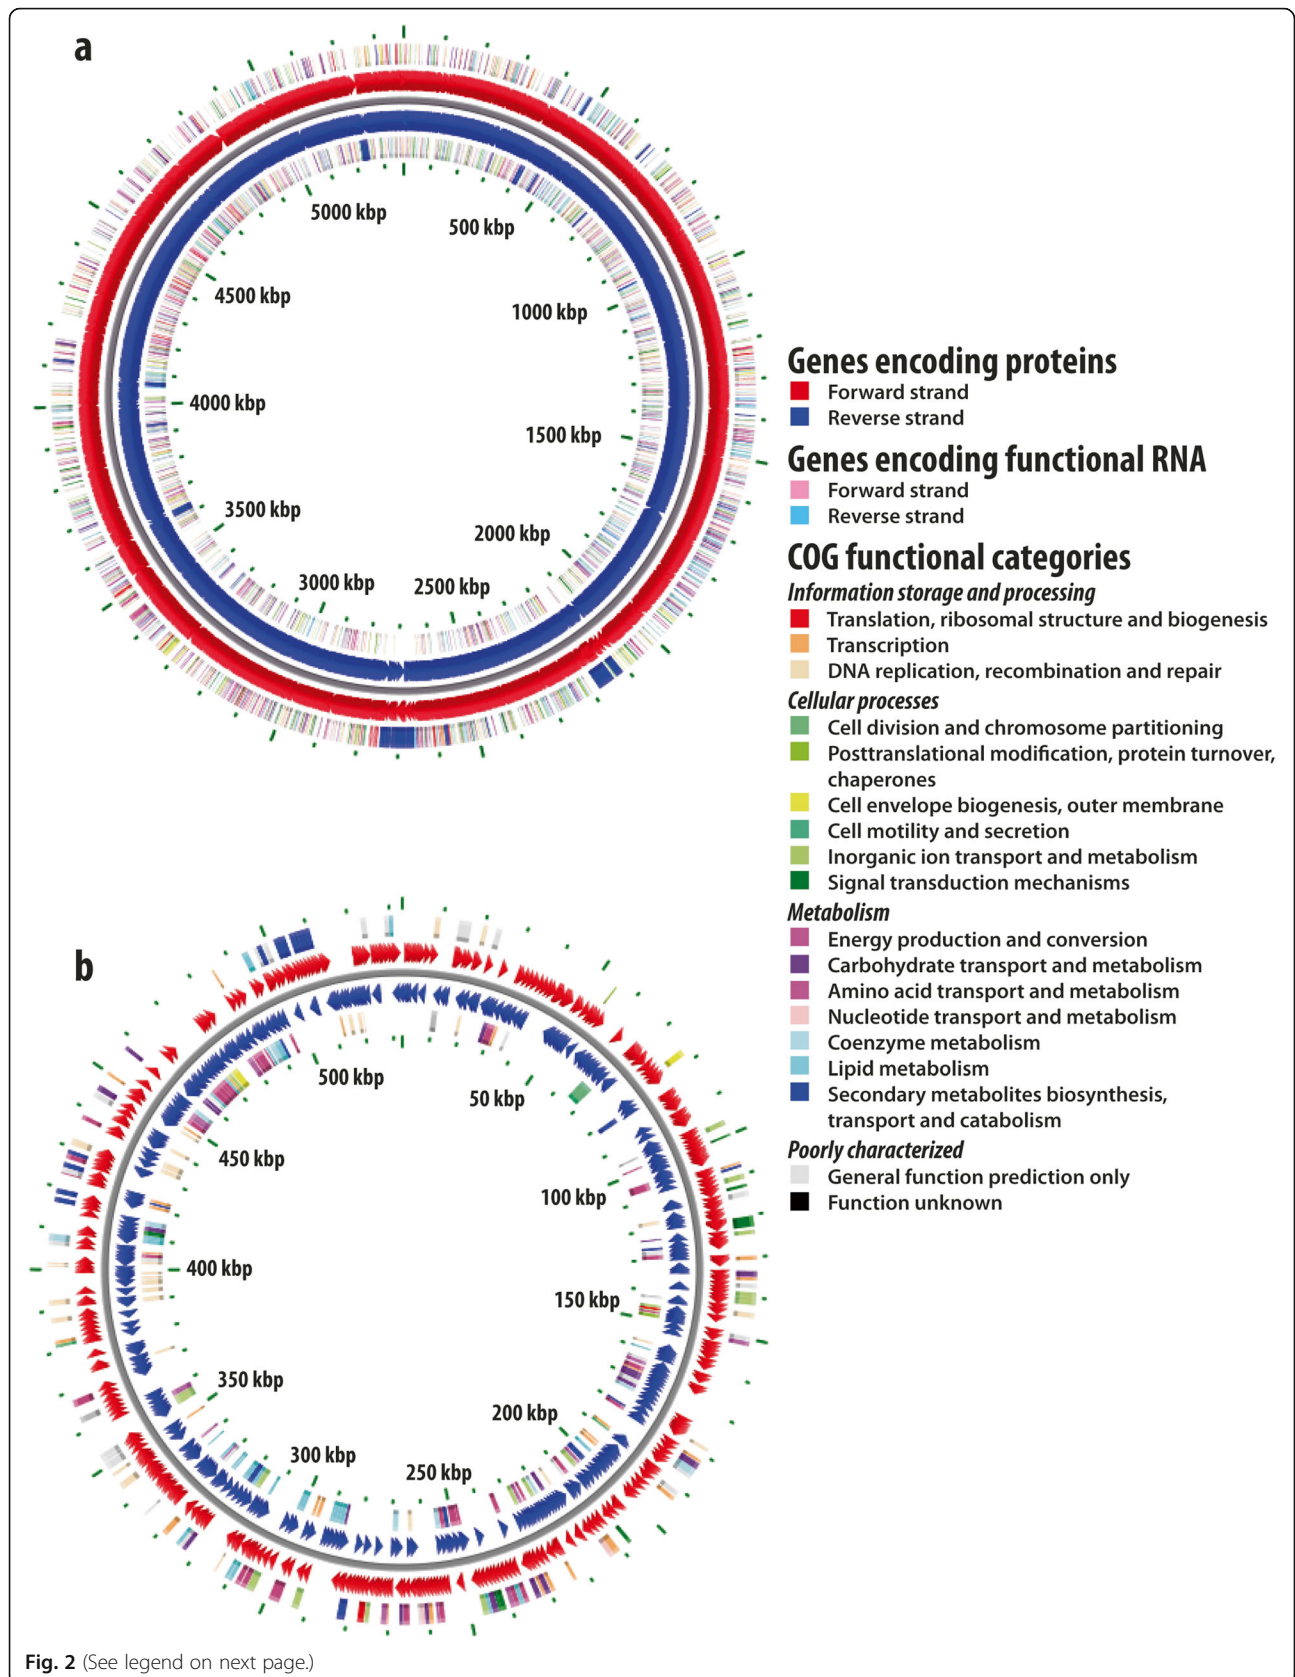 a
5000 kbp
500 kbp
4500 kbp
1000 kbp
4000 kbp
1500 kbp
3500 kbp
2000 kbp
3000 kbp
2500 kbp
Genes encoding proteins
Forward strand
Reverse strand
Genes encoding functional RNA
Forward strand
Reverse strand
COG functional categories
Information storage and processing
Translation, ribosomal structure and biogenesis
Transcription
DNA replication, recombination and repair
Cellular processes
Cell division and chromosome partitioning
Posttranslational modification, protein turnover,
chaperones
Cell envelope biogenesis, outer membrane
Cell motility and secretion
Inorganic ion transport and metabolism
Signal transduction mechanisms
Metabolism
Energy production and conversion
Carbohydrate transport and metabolism
Amino acid transport and metabolism
Nucleotide transport and metabolism
Coenzyme metabolism
Lipid metabolism
Secondary metabolites biosynthesis,
transport and catabolism
Poorly characterized
General function prediction only
Function unknown
b
500 kbp
50 kbp
450 kbp
100 kbp
400 kbp
150 kbp
350 kbp
200 kbp
300 kbp
250 kbp
Fig. 2 (See legend on next page.)